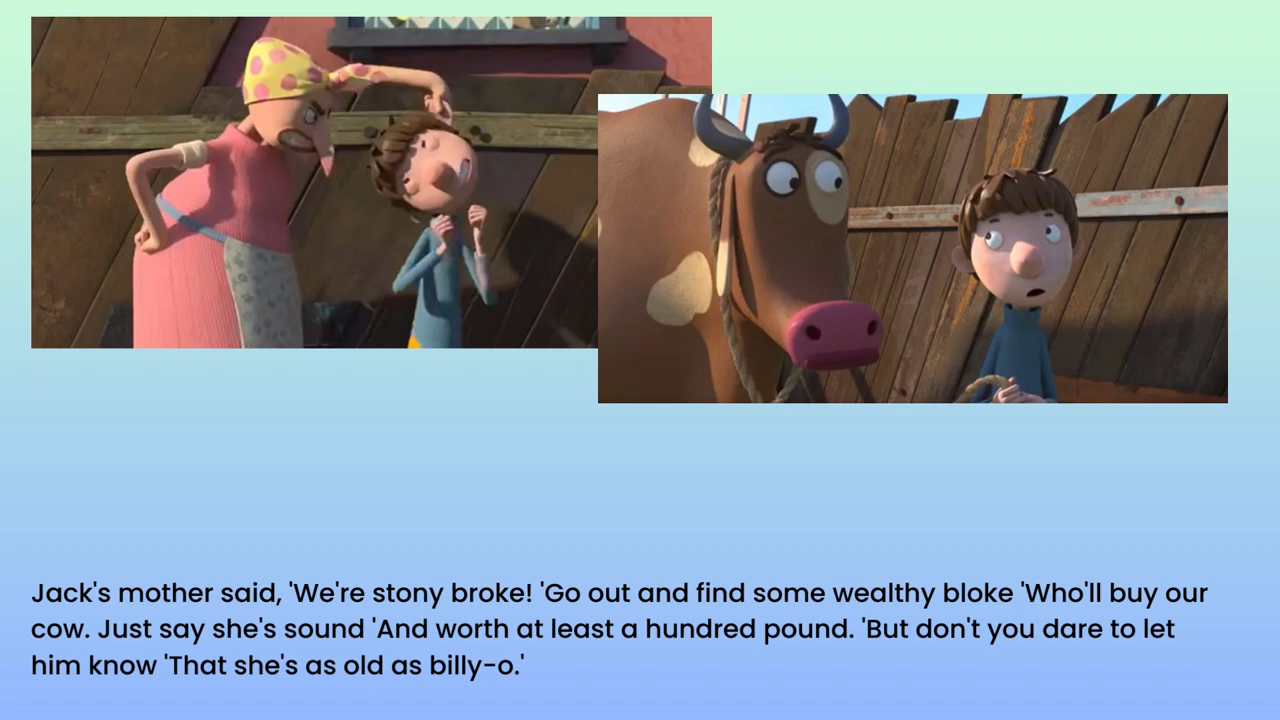 Jack's mother said, 'We're stony broke! 'Go out and find some wealthy bloke 'Who'll buy our
cow. Just say she's sound 'And worth at least a hundred pound. 'But don't you dare to let
him know 'That she's as old as billy-o.'